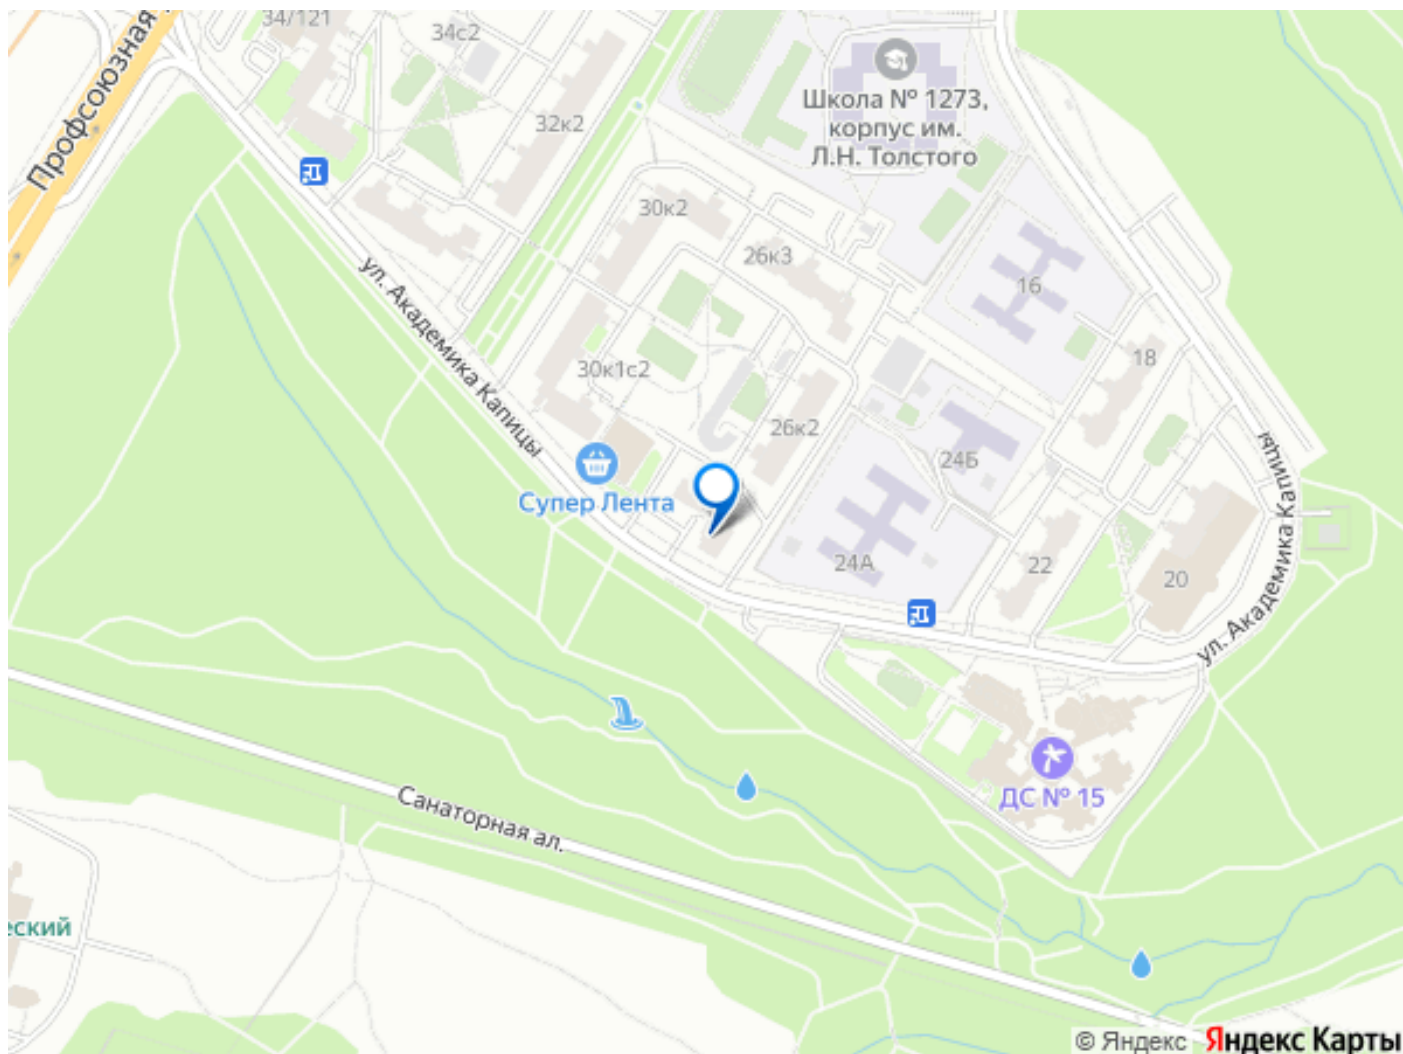 34/121
34с2
Профсоюзная
32к2
Школа № 1273,
корпус им.
Л.Н. Толстого
30к2
26к3
16
ул. Академика Капицы
30к1с2
18
26к2
24Б
ул. Академика Капицы
Супер Лента
24А
22
20
ДС № 15
Санаторная ал.
еский
© Яндекс Яндекс Карты